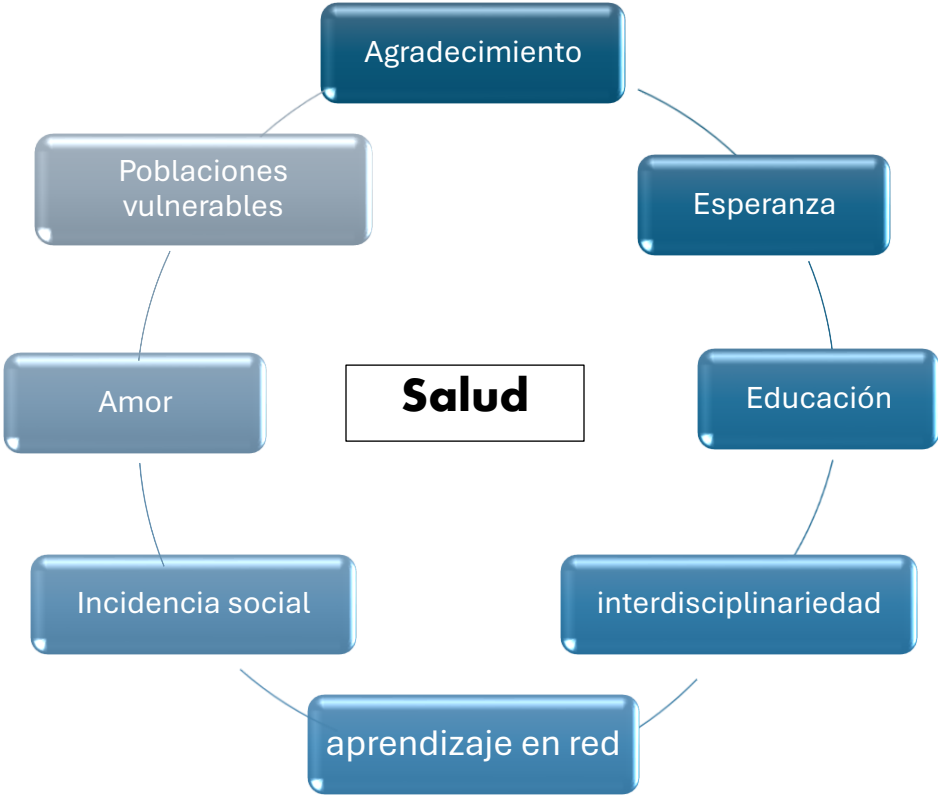 Agradecimiento
Esperanza
Educación
interdisciplinariedad
aprendizaje en red
Incidencia social
Amor
Poblaciones
vulnerables
Salud